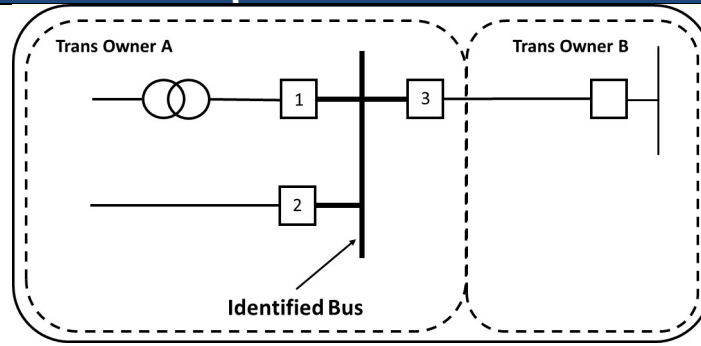 Trans Owner A
Trans Owner B
1
3
2
Identified Bus